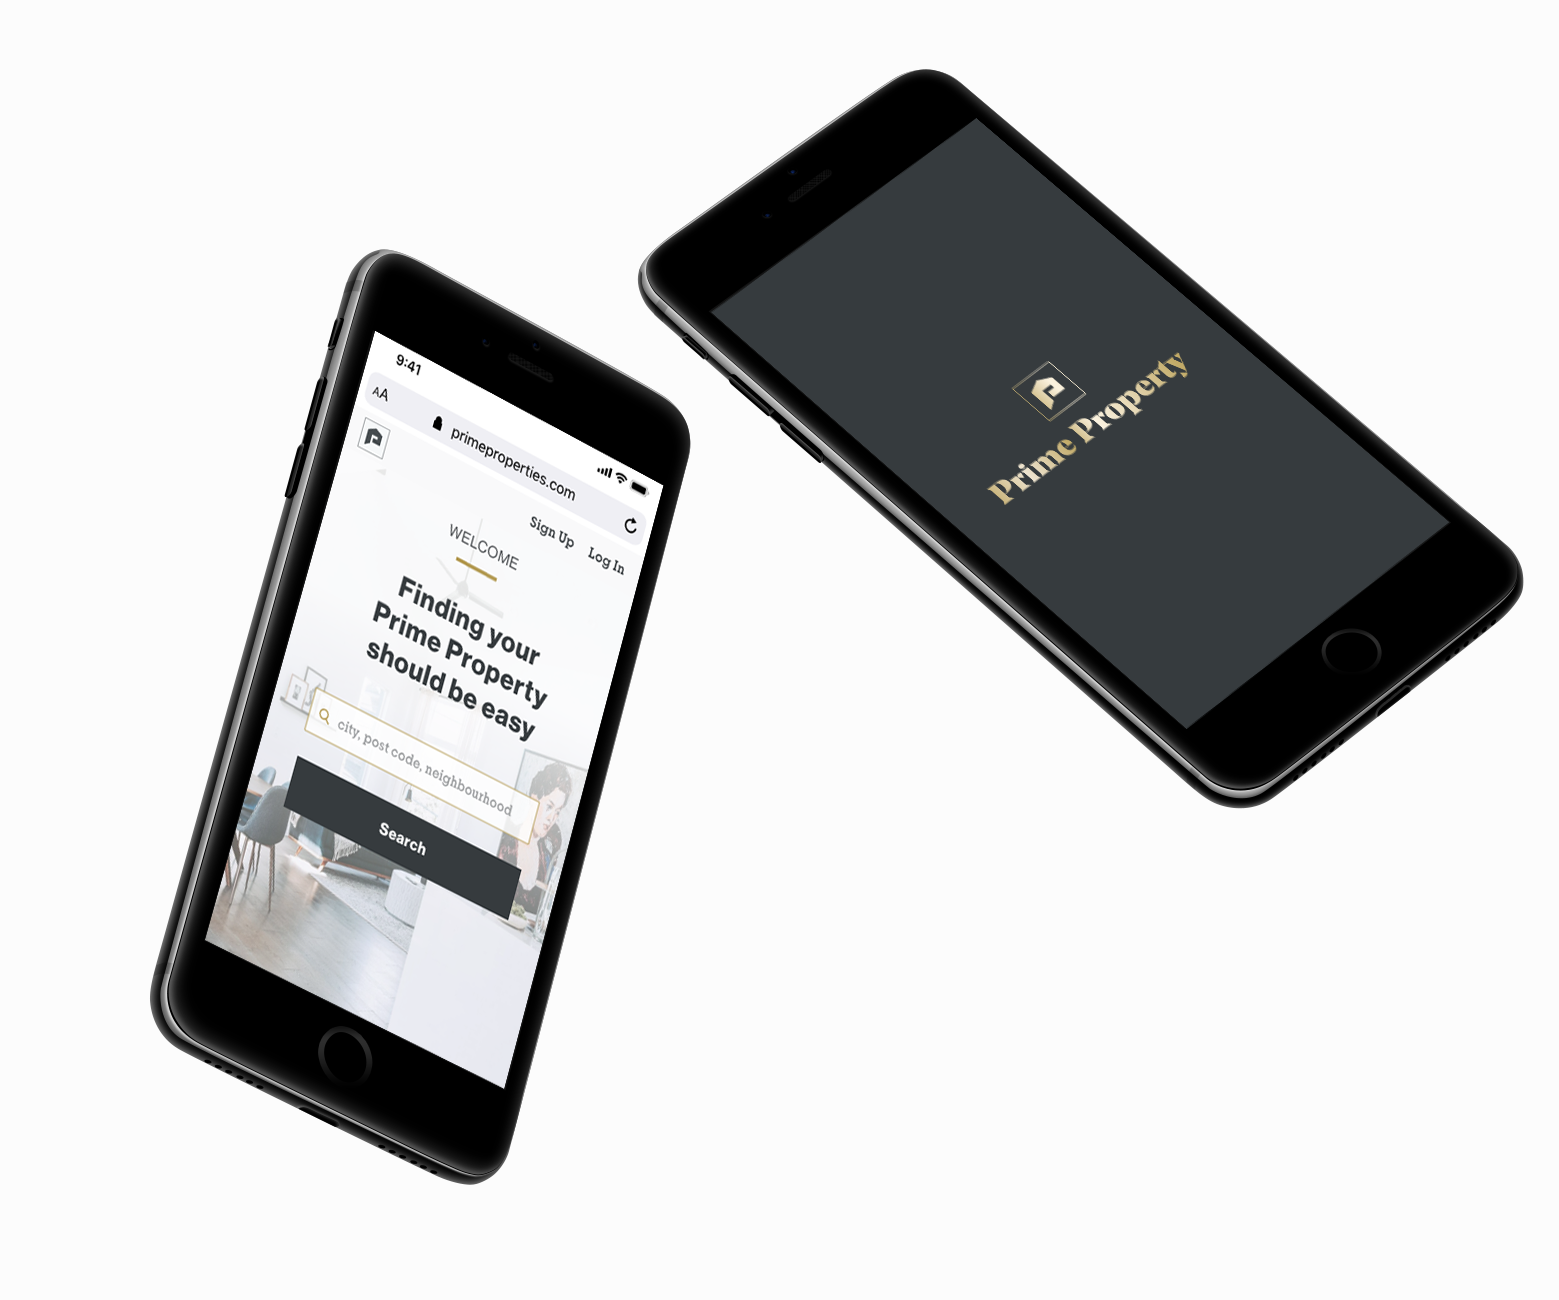 9:41
AA
primeproperties.com
Sign Up
Log In
WELCOME
Finding your
Prime Property
should be easy
city, post code, neighbourhood
Search
Prime Property